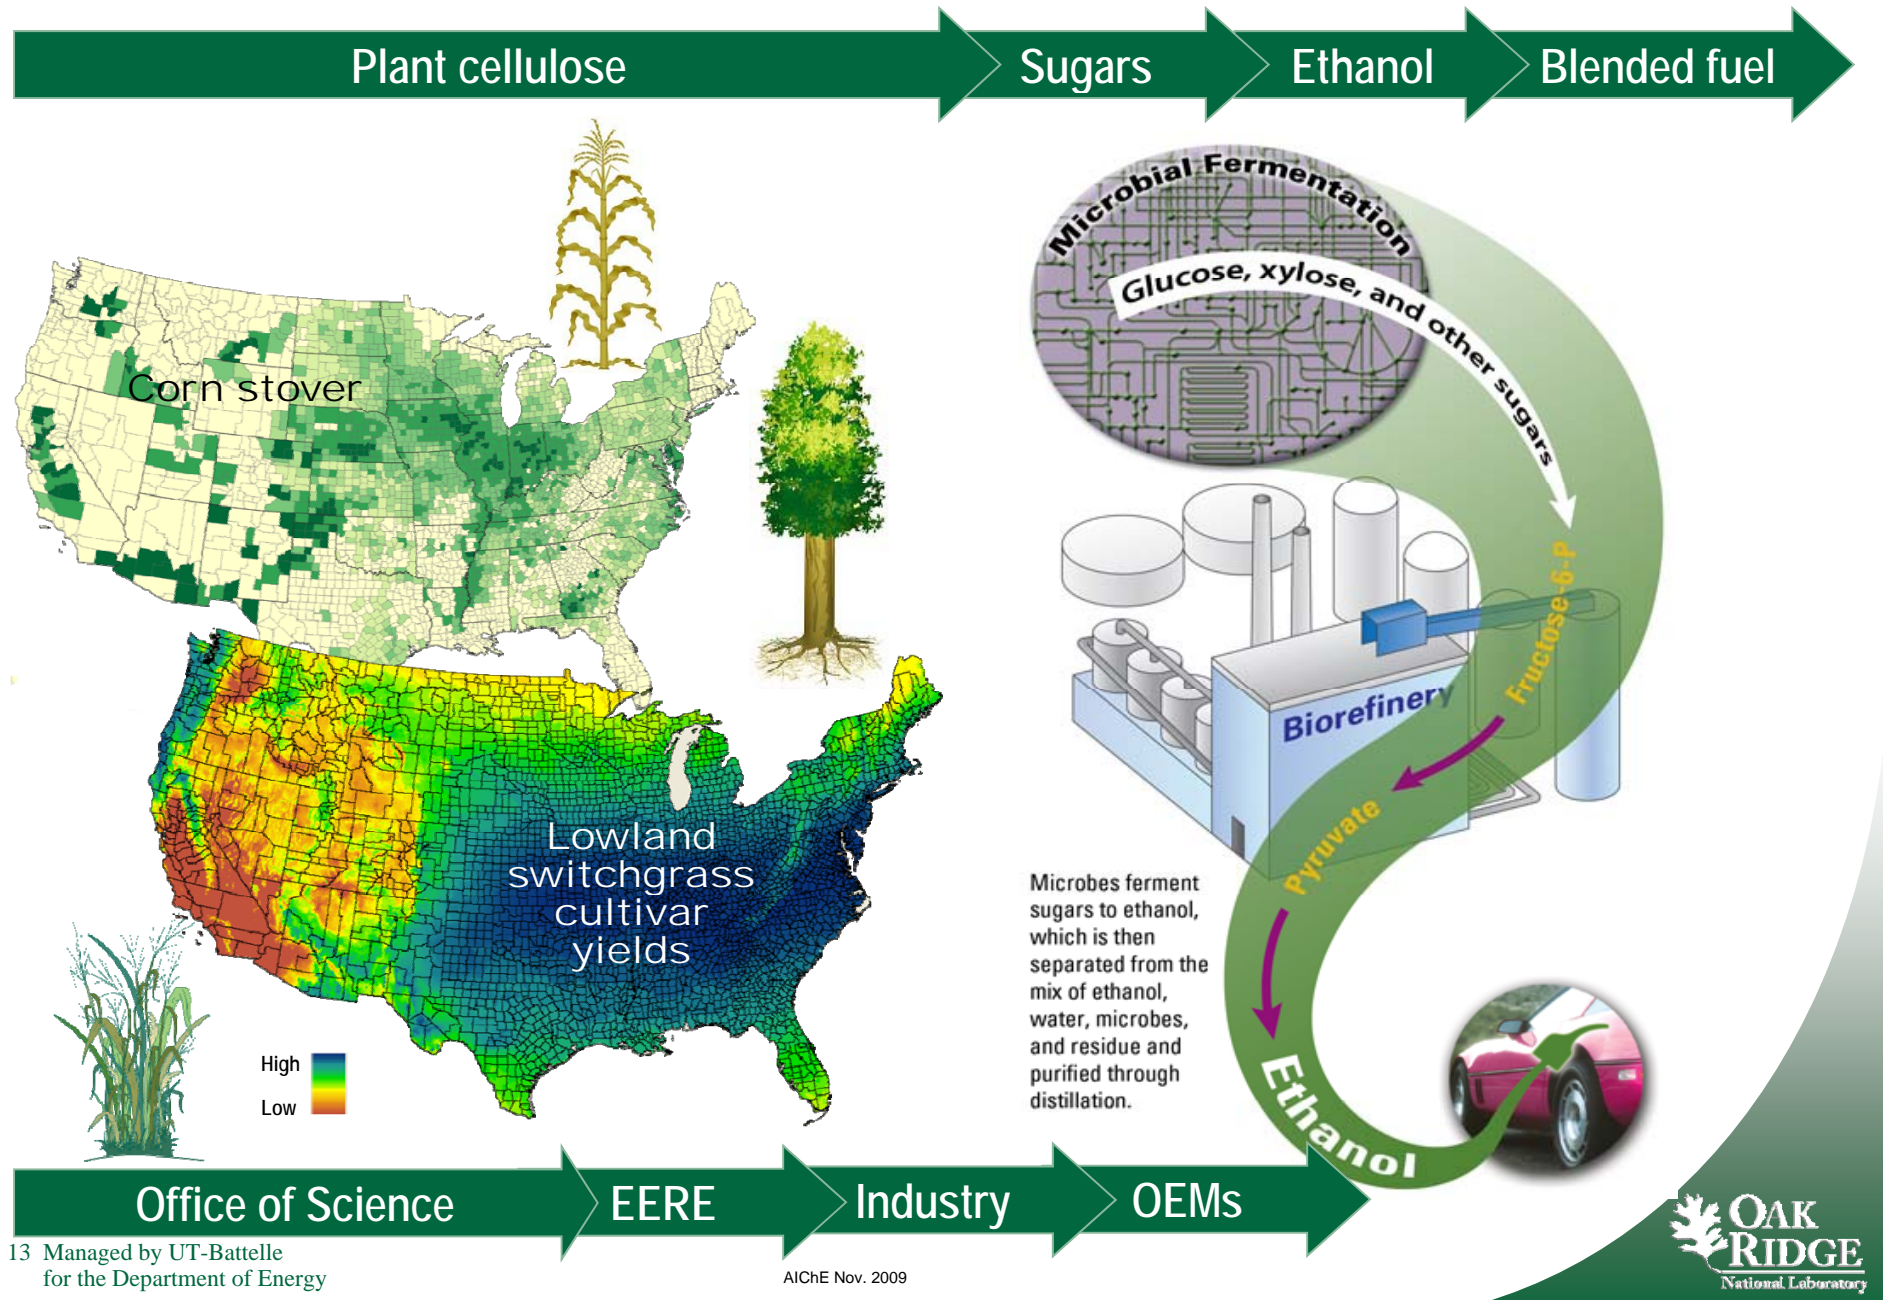 Plant cellulose
Sugars
Ethanol
Blended fuel
Microbial Fermentation
Glucose, xylose, and other sugars
Corn stover
Fructose-6-P
Biorefinery
Pyruvate
Lowland
switchgrass
cultivar
yields
Microbes ferment
sugars to ethanol,
which is then
separated from the
mix of ethanol,
water, microbes,
and residue and
purified through
distillation.
High
Low
Ethanol
Office of Science
EERE
Industry
OEMs
13 Managed by UT-Battelle
for the Department of Energy
AIChE Nov. 2009
OAK
RIDGE
National Laboratory